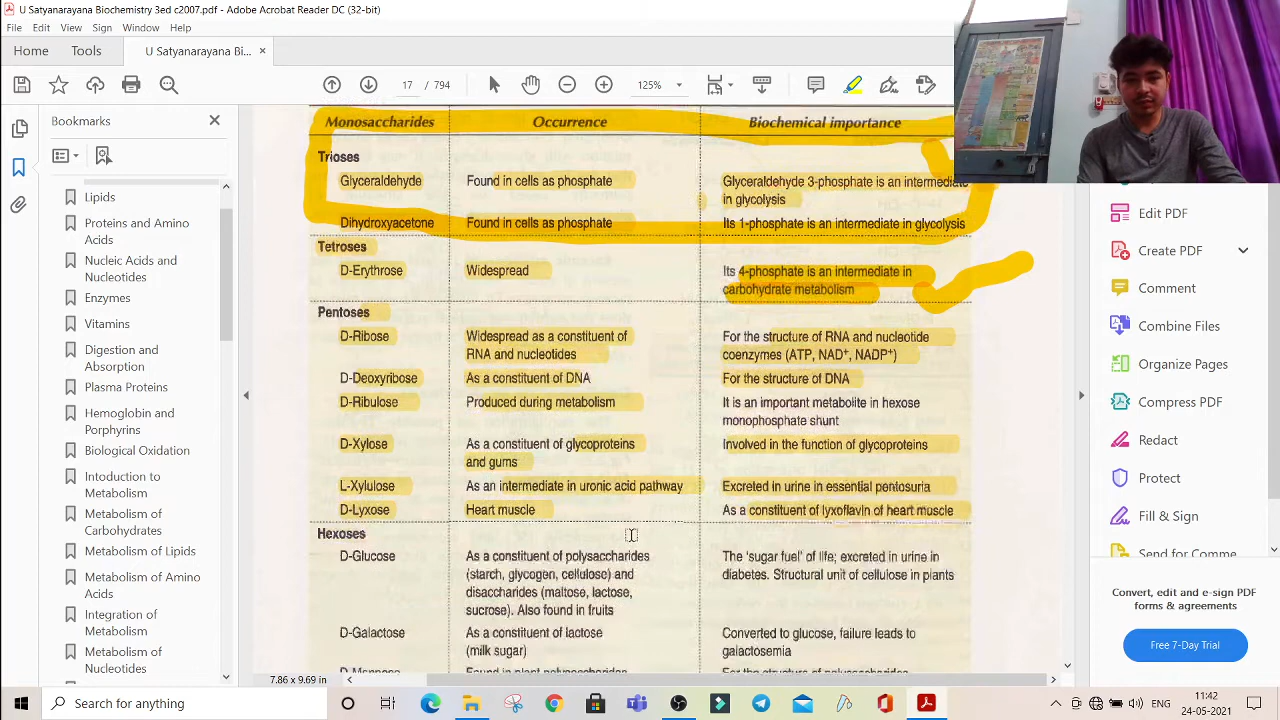 U Satyanarayana Biochemistry 3ed c2007.pdf - Adobe Acrobat Reader DC (32-bit)
File Edit View Sign Window Help
Home Tools U Satyanarayana Bi... ×
17 / 794 125%
Bookmarks
Lipids
Proteins and Amino
Acids
Nucleic Acids and
Nucleotides
Enzymes
Vitamins
Digestion and
Absorption
Plasma Proteins
Hemoglobin and
Porphyrins
Biological Oxidation
Intoduction to
Metabolism
Metabolism of
Carbohydrates
Metabolism of Lipids
Metabolism of Amino
Acids
Integration of
Metabolism
Metabolism of
Nucleotides
Monosaccharides Occurrence Biochemical importance
Trioses
Glyceraldehyde Found in cells as phosphate Glyceraldehyde 3-phosphate is an intermediate
in glycolysis
Dihydroxyacetone Found in cells as phosphate Its 1-phosphate is an intermediate in glycolysis
Tetroses
D-Erythrose Widespread Its 4-phosphate is an intermediate in
carbohydrate metabolism
Pentoses
D-Ribose Widespread as a constituent of For the structure of RNA and nucleotide
RNA and nucleotides coenzymes (ATP, NAD+, NADP+)
D-Deoxyribose As a constituent of DNA For the structure of DNA
D-Ribulose Produced during metabolism It is an important metabolite in hexose
monophosphate shunt
D-Xylose As a constituent of glycoproteins Involved in the function of glycoproteins
and gums
L-Xylulose As an intermediate in uronic acid pathway Excreted in urine in essential pentosuria
D-Lyxose Heart muscle As a constituent of lyxoflavin of heart muscle
Hexoses
D-Glucose As a constituent of polysaccharides The 'sugar fuel' of life; excreted in urine in
(starch, glycogen, cellulose) and diabetes. Structural unit of cellulose in plants
disaccharides (maltose, lactose,
sucrose). Also found in fruits
D-Galactose As a constituent of lactose Converted to glucose, failure leads to
(milk sugar) galactosemia
D-Mannose Found in plant polysaccharides For the structure of polysaccharides
7.86 x 9.69 in
Edit PDF
Create PDF
Comment
Combine Files
Organize Pages
Compress PDF
Redact
Protect
Fill & Sign
Send for Comme
Convert, edit and e-sign PDF
forms & agreements
Free 7-Day Trial
Search for anything
ENG
11:42
24-05-2021